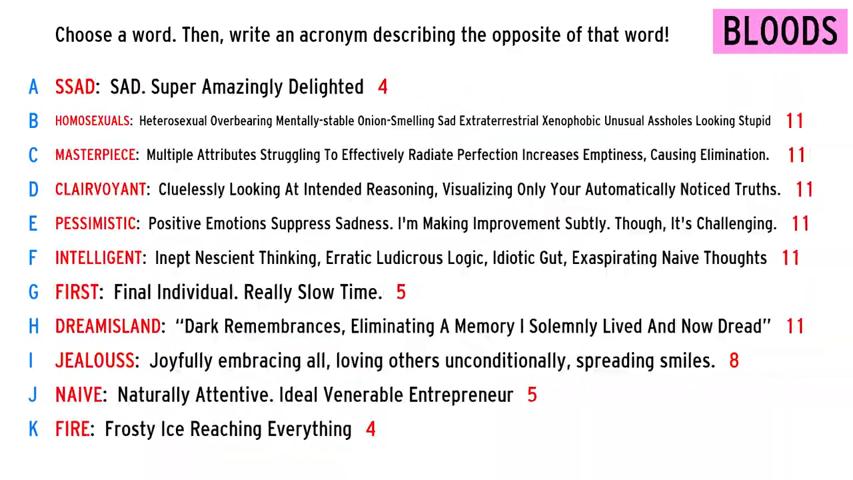 Choose a word. Then, write an acronym describing the opposite of that word!
BLOODS
A SSAD: SAD. Super Amazingly Delighted 4
B HOMOSEXUALS: Heterosexual Overbearing Mentally-stable Onion-Smelling Sad Extraterrestrial Xenophobic Unusual Assholes Looking Stupid 11
C MASTERPIECE: Multiple Attributes Struggling To Effectively Radiate Perfection Increases Emptiness, Causing Elimination. 11
D CLAIRVOYANT: Cluelessly Looking At Intended Reasoning, Visualizing Only Your Automatically Noticed Truths. 11
E PESSIMISTIC: Positive Emotions Suppress Sadness. I'm Making Improvement Subtly. Though, It's Challenging. 11
F INTELLIGENT: Inept Nescient Thinking, Erratic Ludicrous Logic, Idiotic Gut, Exaspirating Naive Thoughts 11
G FIRST: Final Individual. Really Slow Time. 5
H DREAMISLAND: “Dark Remembrances, Eliminating A Memory I Solemnly Lived And Now Dread” 11
I JEALOUSS: Joyfully embracing all, loving others unconditionally, spreading smiles. 8
J NAIVE: Naturally Attentive. Ideal Venerable Entrepreneur 5
K FIRE: Frosty Ice Reaching Everything 4